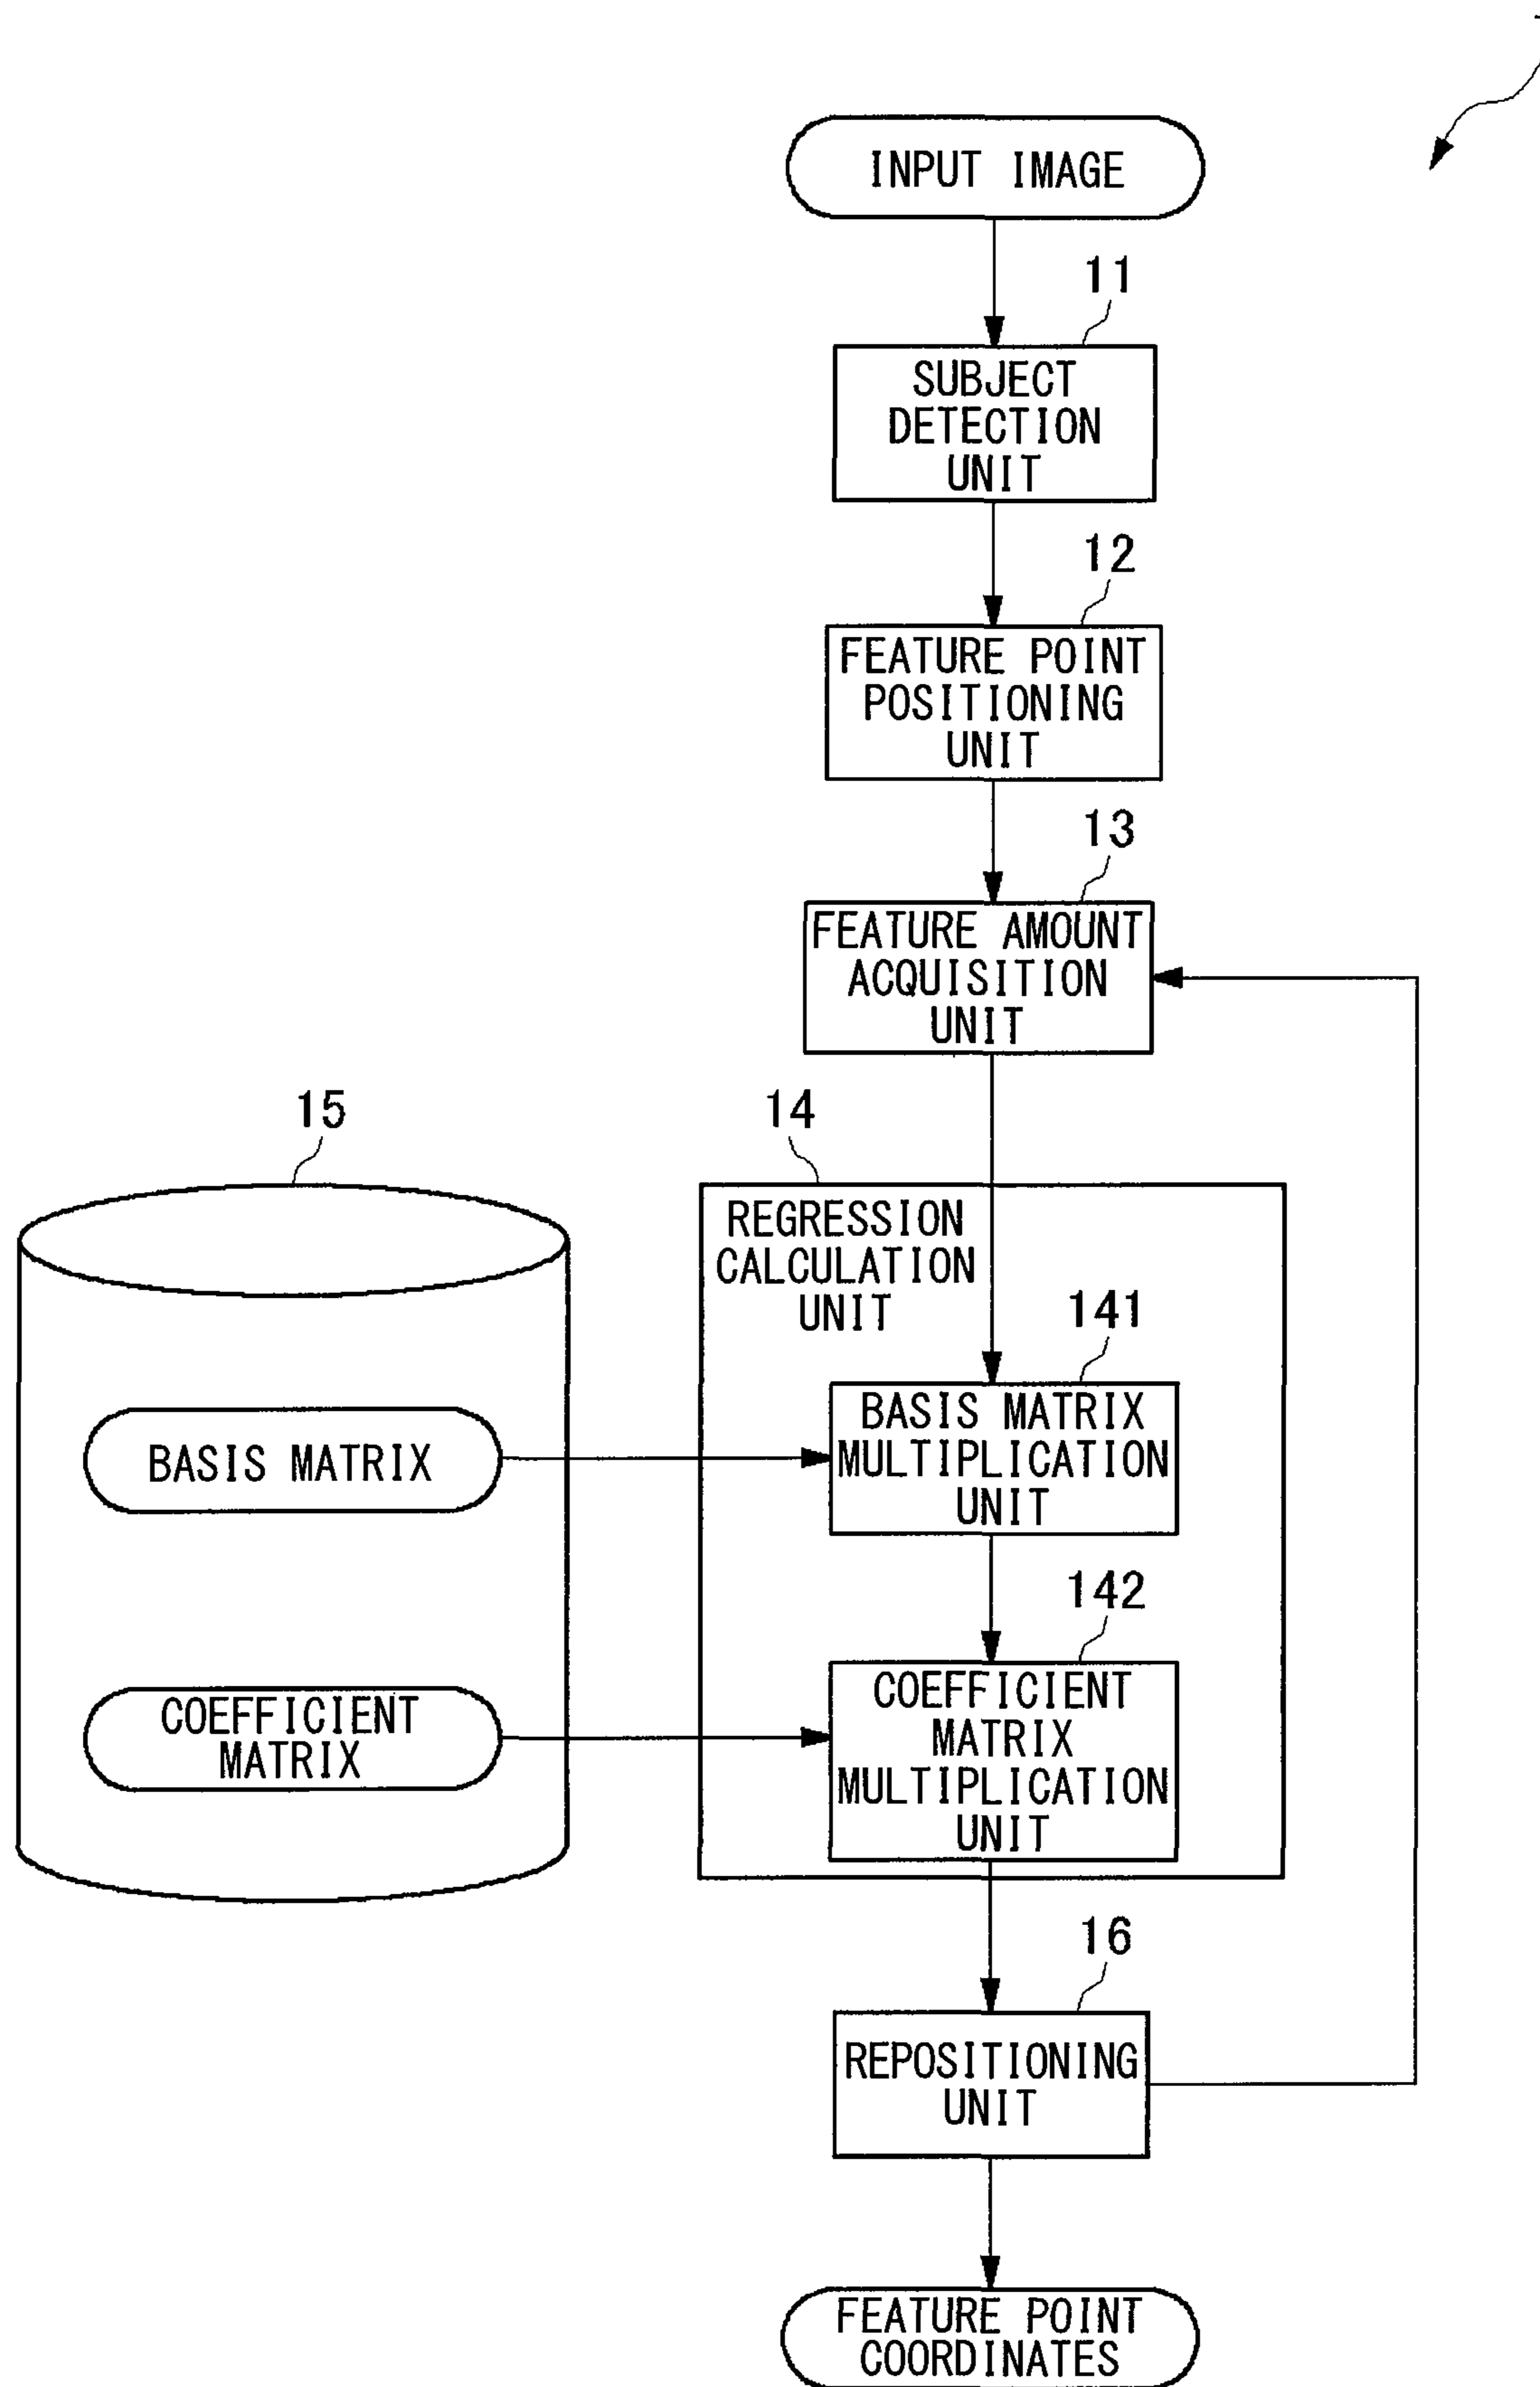 INPUT IMAGE
11
SUBJECT
DETECTION
UNIT
12
FEATURE POINT
POSITIONING
UNIT
13
FEATURE AMOUNT
ACQUISITION
UNIT
15
14
REGRESSION
CALCULATION
UNIT
141
BASIS MATRIX
BASIS MATRIX
MULTIPLICATION
UNIT
142
COEFFICIENT
MATRIX
COEFFICIENT
MATRIX
MULTIPLICATION
UNIT
16
REPOSITIONING
UNIT
FEATURE POINT
COORDINATES